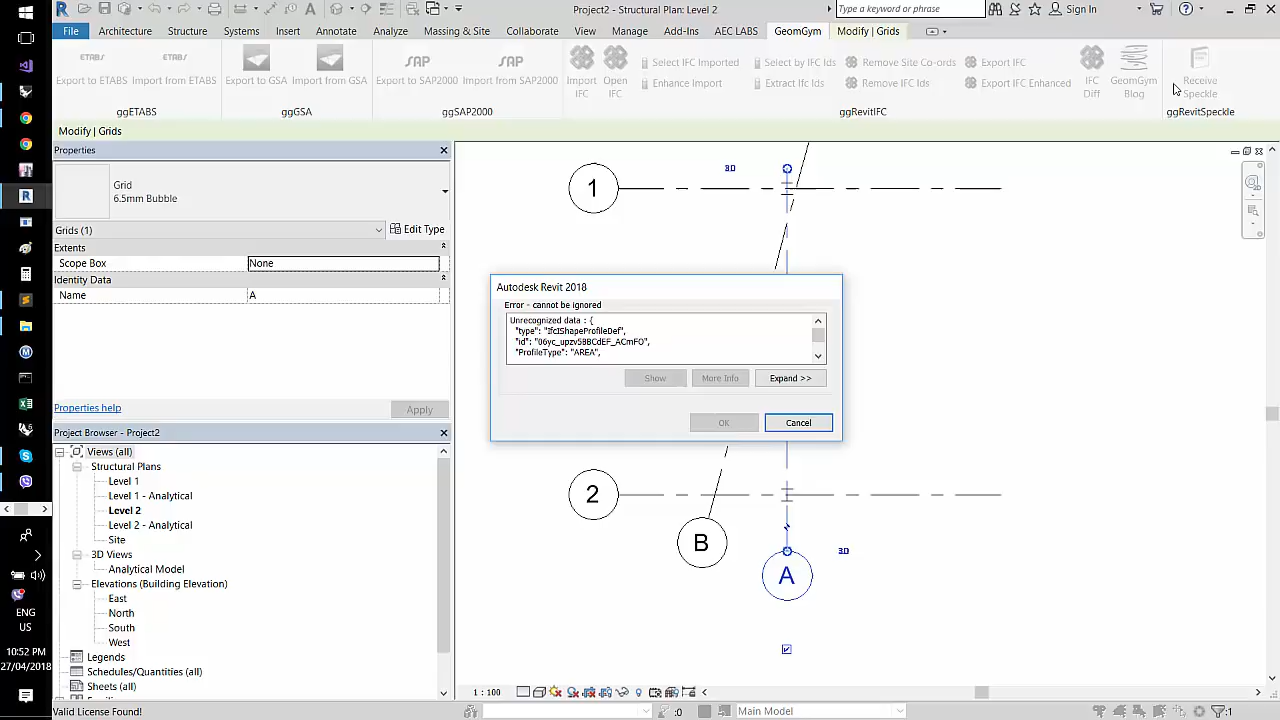 Project2 - Structural Plan: Level 2
Type a keyword or phrase
Sign In
File Architecture Structure Systems Insert Annotate Analyze Massing & Site Collaborate View Manage Add-Ins AEC LABS GeomGym Modify | Grids
ETABS ETABS SAP SAP
Export to ETABS Import from ETABS Export to GSA Import from GSA Import from SAP2000
Import IFC
Open IFC
Enhance Import
Select by IFC Ids
Extract Ifc Ids
Remove Site Co-ords
Remove IFC Ids
Export IFC
Export IFC Enhanced
IFC Diff
GeomGym Blog
Receive Speckle
ggETABS ggGSA ggSAP2000 ggRevitIFC ggRevitSpeckle
Modify | Grids
Properties
Grid
6.5mm Bubble
Grids (1)
Edit Type
Extents
Scope Box None
Identity Data
Name A
Properties help
Apply
Project Browser - Project2
Views (all)
Structural Plans
Level 1
Level 1 - Analytical
Level 2
Level 2 - Analytical
Site
3D Views
Analytical Model
Elevations (Building Elevation)
East
North
South
West
Legends
Schedules/Quantities (all)
Sheets (all)
1
3D
Autodesk Revit 2018
Error - cannot be ignored
Unrecognized data : {
"type": "IfcIShapeProfileDef",
"id": "06yc_upzv5BBCdEF_ACmFO",
"ProfileType": "AREA",
Show More Info Expand >>
OK Cancel
2
B
3D
A
1 : 100
Valid License Found!
:0
Main Model
:1
ENG
US
10:52 PM
27/04/2018